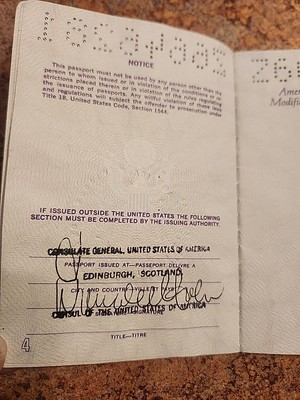 NOTICE
This passport must not be used by any person other than the
person to whom issued or in violation of the conditions or re-
strictions placed therein or in violation of the rules regulating
the issuance of passports. Any willful violation of these laws
and regulations will subject the offender to prosecution under
Title 18, United States Code, Section 1544.
IF ISSUED OUTSIDE THE UNITED STATES THE FOLLOWING
SECTION MUST BE COMPLETED BY THE ISSUING AUTHORITY.
CONSULATE GENERAL, UNITED STATES OF AMERICA
PASSPORT ISSUED AT—PASSEPORT DELIVRE A
EDINBURGH, SCOTLAND
CITY AND COUNTRY
CONSUL OF THE UNITED STATES OF AMERICA
TITLE—TITRE
4
Modifi